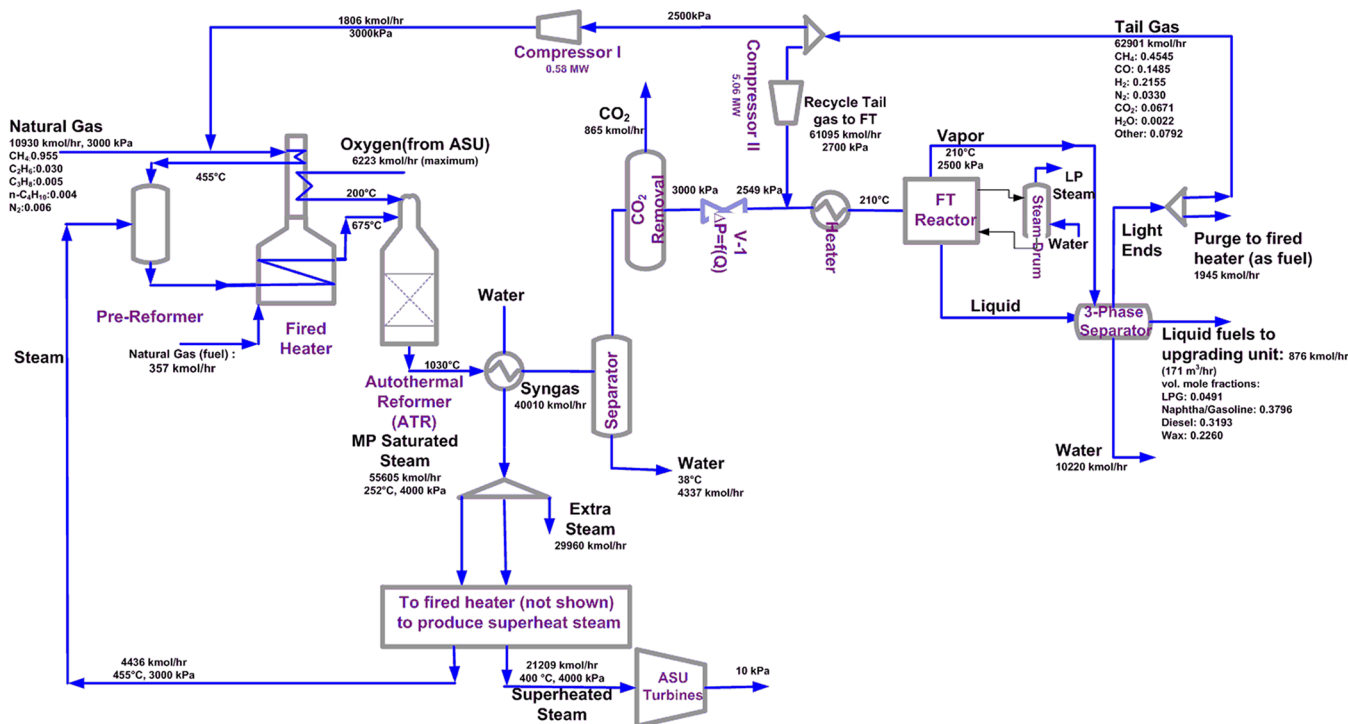 1806 kmol/hr
3000kPa
2500kPa
Compressor I
0.58 MW
Compressor II
5.06 MW
Tail Gas
62901 kmol/hr
CH₄: 0.4545
CO: 0.1485
H₂: 0.2155
N₂: 0.0330
CO₂: 0.0671
H₂O: 0.0022
Other: 0.0792
Natural Gas
10930 kmol/hr, 3000 kPa
CH₄:0.955
C₂H₆:0.030
C₃H₈:0.005
n-C₄H₁₀:0.004
N₂:0.006
455°C
Oxygen(from ASU)
6223 kmol/hr (maximum)
200°C
675°C
CO₂
865 kmol/hr
Recycle Tail
gas to FT
61095 kmol/hr
2700 kPa
Vapor
210°C
2500 kPa
LP
Steam
CO₂
Removal
3000 kPa
2549 kPa
V-1
ΔP=f(Q)
Heater
210°C
FT
Reactor
Steam-Drum
Water
Light
Ends
Purge to fired
heater (as fuel)
1945 kmol/hr
Pre-Reformer
Fired
Heater
Natural Gas (fuel) :
357 kmol/hr
Steam
Water
1030°C
Autothermal
Reformer
(ATR)
Syngas
40010 kmol/hr
Separator
Liquid
3-Phase
Separator
Liquid fuels to
upgrading unit: 876 kmol/hr
(171 m³/hr)
vol. mole fractions:
LPG: 0.0491
Naphtha/Gasoline: 0.3796
Diesel: 0.3193
Wax: 0.2260
Water
10220 kmol/hr
MP Saturated
Steam
55605 kmol/hr
252°C, 4000 kPa
Water
38°C
4337 kmol/hr
Extra
Steam
29960 kmol/hr
To fired heater (not shown)
to produce superheat steam
4436 kmol/hr
455°C, 3000 kPa
21209 kmol/hr
400 °C, 4000 kPa
Superheated
Steam
ASU
Turbines
10 kPa